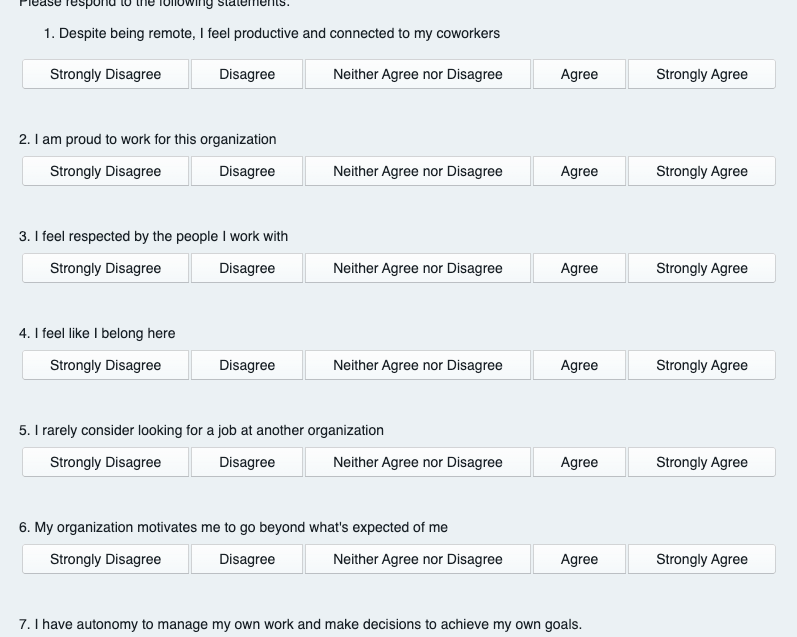 Please respond to the following statements.
1. Despite being remote, I feel productive and connected to my coworkers
Strongly Disagree Disagree Neither Agree nor Disagree Agree Strongly Agree
2. I am proud to work for this organization
Strongly Disagree Disagree Neither Agree nor Disagree Agree Strongly Agree
3. I feel respected by the people I work with
Strongly Disagree Disagree Neither Agree nor Disagree Agree Strongly Agree
4. I feel like I belong here
Strongly Disagree Disagree Neither Agree nor Disagree Agree Strongly Agree
5. I rarely consider looking for a job at another organization
Strongly Disagree Disagree Neither Agree nor Disagree Agree Strongly Agree
6. My organization motivates me to go beyond what's expected of me
Strongly Disagree Disagree Neither Agree nor Disagree Agree Strongly Agree
7. I have autonomy to manage my own work and make decisions to achieve my own goals.